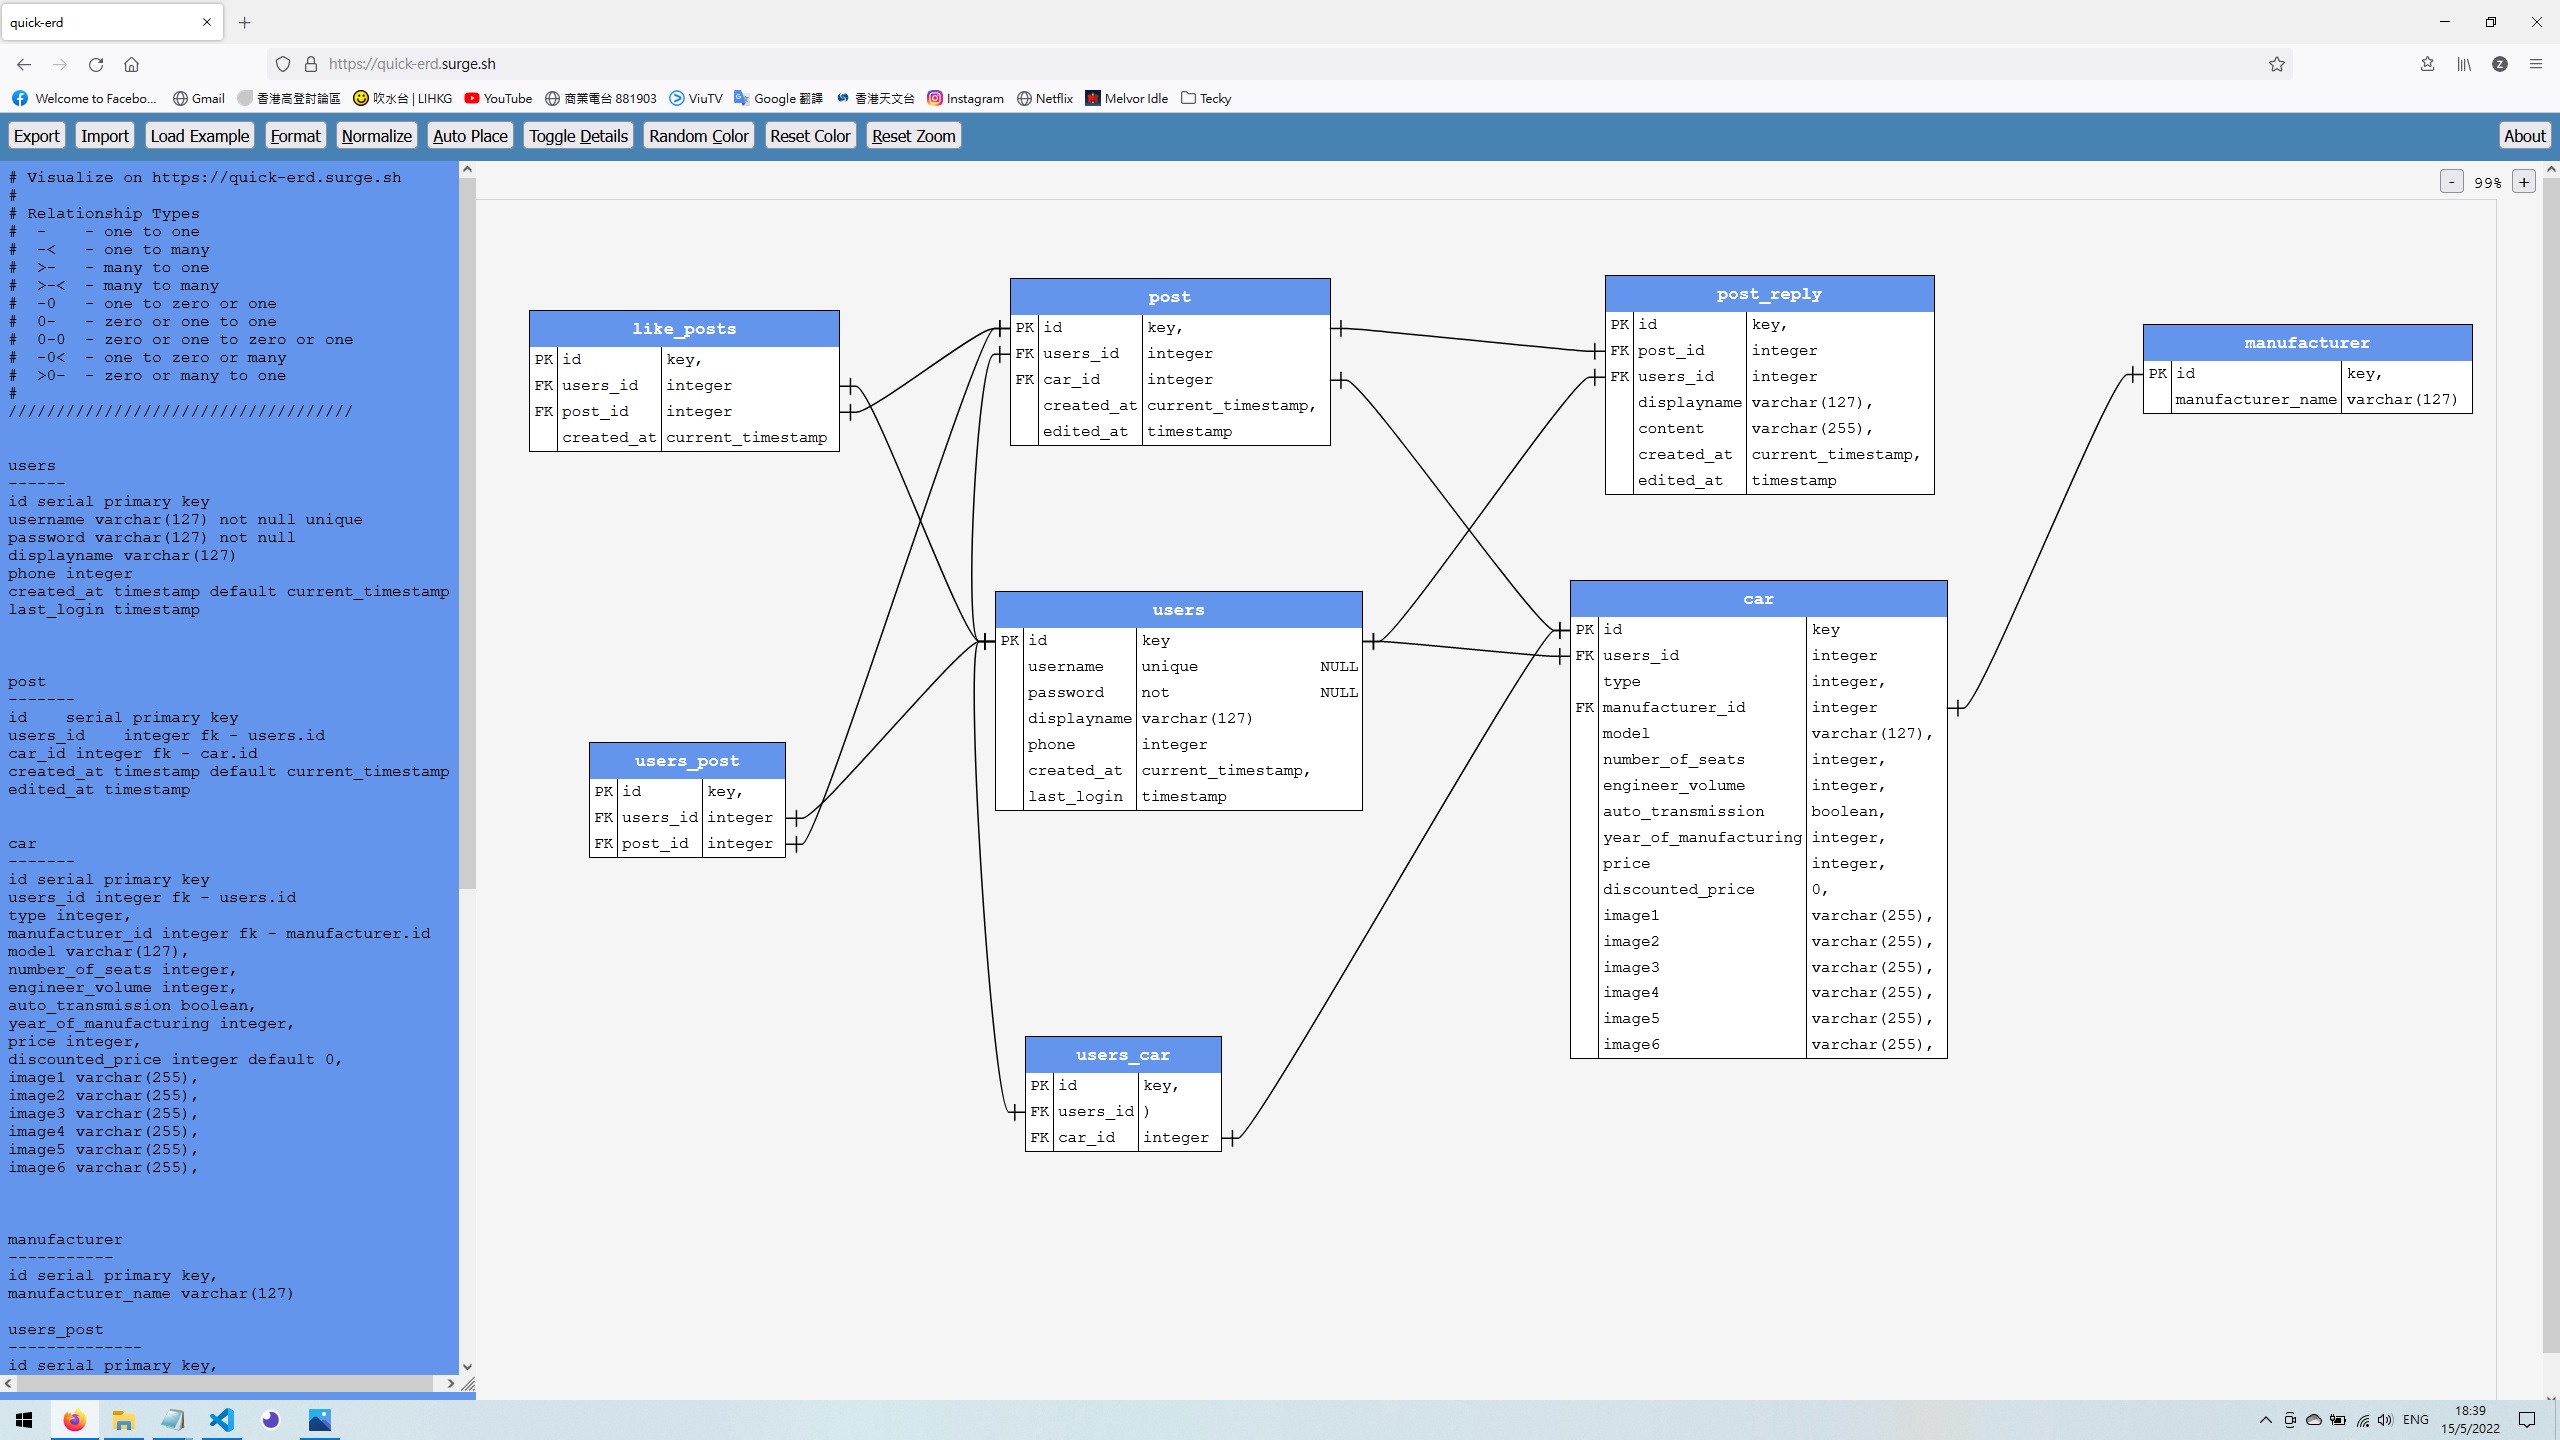 quick-erd
https://quick-erd.surge.sh
Welcome to Facebo... Gmail 香港高登討論區 吹水台 | LIHKG YouTube 商業電台 881903 ViuTV Google 翻譯 香港天文台 Instagram Netflix Melvor Idle Tecky
Export Import Load Example Format Normalize Auto Place Toggle Details Random Color Reset Color Reset Zoom About
# Visualize on https://quick-erd.surge.sh
#
# Relationship Types
#  -    - one to one
#  -<   - one to many
#  >-   - many to one
#  >-<  - many to many
#  -0   - one to zero or one
#  0-   - zero or one to one
#  0-0  - zero or one to zero or one
#  -0<  - one to zero or many
#  >0-  - zero or many to one
#
////////////////////////////////////
users
------
id serial primary key
username varchar(127) not null unique
password varchar(127) not null
displayname varchar(127)
phone integer
created_at timestamp default current_timestamp
last_login timestamp
post
-------
id    serial primary key
users_id    integer fk - users.id
car_id integer fk - car.id
created_at timestamp default current_timestamp
edited_at timestamp
car
-------
id serial primary key
users_id integer fk - users.id
type integer,
manufacturer_id integer fk - manufacturer.id
model varchar(127),
number_of_seats integer,
engineer_volume integer,
auto_transmission boolean,
year_of_manufacturing integer,
price integer,
discounted_price integer default 0,
image1 varchar(255),
image2 varchar(255),
image3 varchar(255),
image4 varchar(255),
image5 varchar(255),
image6 varchar(255),
manufacturer
-----------
id serial primary key,
manufacturer_name varchar(127)
users_post
--------------
id serial primary key,
- 99% +
like_posts
PK id key,
FK users_id integer
FK post_id integer
created_at current_timestamp
post
PK id key,
FK users_id integer
FK car_id integer
created_at current_timestamp,
edited_at timestamp
post_reply
PK id key,
FK post_id integer
FK users_id integer
displayname varchar(127),
content varchar(255),
created_at current_timestamp,
edited_at timestamp
manufacturer
PK id key,
manufacturer_name varchar(127)
users
PK id key
username unique NULL
password not NULL
displayname varchar(127)
phone integer
created_at current_timestamp,
last_login timestamp
car
PK id key
FK users_id integer
type integer,
FK manufacturer_id integer
model varchar(127),
number_of_seats integer,
engineer_volume integer,
auto_transmission boolean,
year_of_manufacturing integer,
price integer,
discounted_price 0,
image1 varchar(255),
image2 varchar(255),
image3 varchar(255),
image4 varchar(255),
image5 varchar(255),
image6 varchar(255),
users_post
PK id key,
FK users_id integer
FK post_id integer
users_car
PK id key,
FK users_id )
FK car_id integer
ENG
18:39
15/5/2022